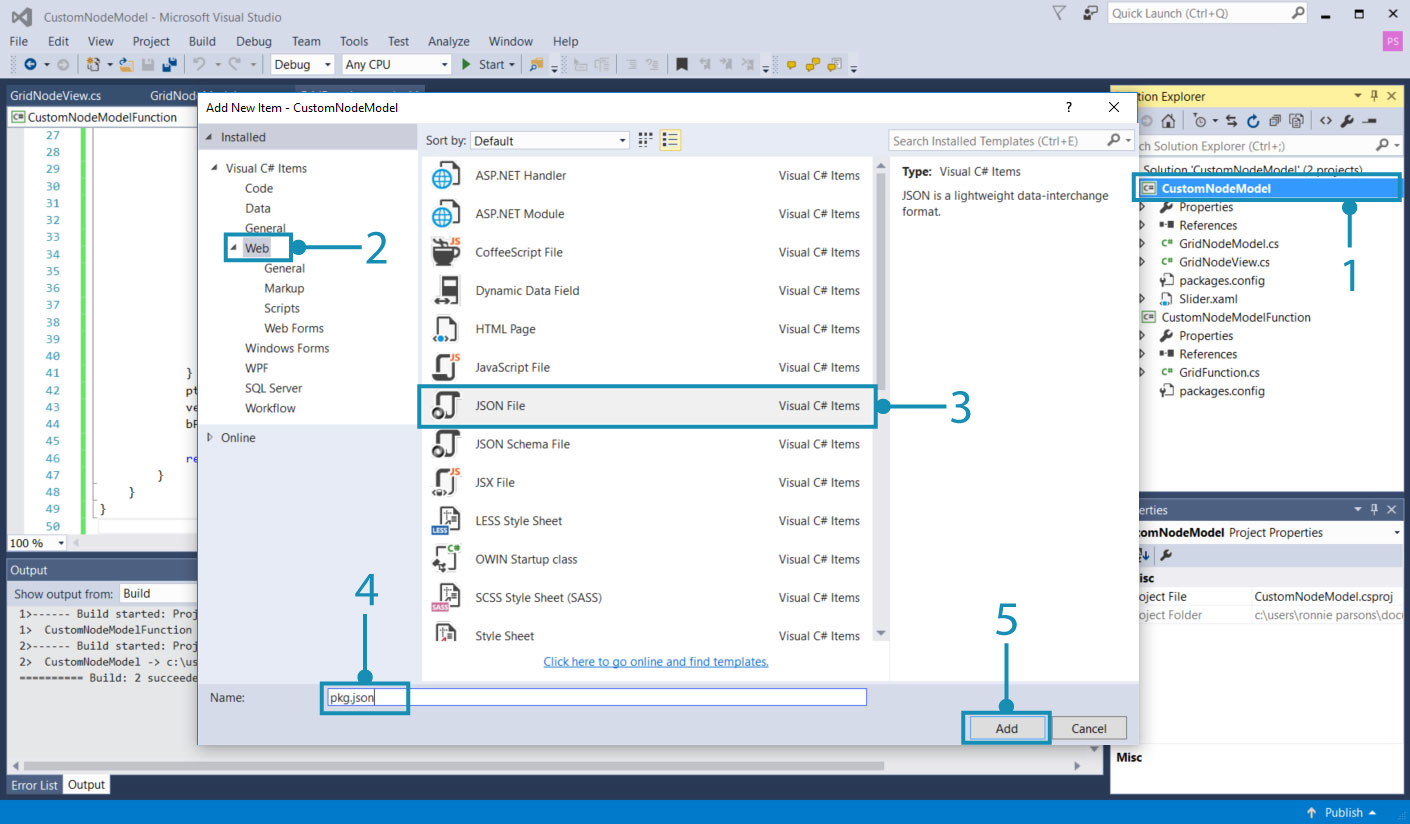 CustomNodeModel - Microsoft Visual Studio
Quick Launch (Ctrl+Q)
File Edit View Project Build Debug Team Tools Test Analyze Window Help
PS
Debug Any CPU Start
GridNodeView.cs
CustomNodeModelFunction
27
28
29
30
31
32
33
34
35
36
37
38
39
40
41 }
42 pt
43 ve
44
45
46 re
47 }
48 }
49 }
50
100 %
Output
Show output from: Build
1>------ Build started: Proj
1> CustomNodeModelFunction
2>------ Build started: Proj
2> CustomNodeModel -> c:\us
========== Build: 2 succeede
Error List Output
Add New Item - CustomNodeModel
?
Installed
Visual C# Items
Code
Data
General
Web
2
General
Markup
Scripts
Web Forms
Windows Forms
WPF
SQL Server
Workflow
Online
Sort by: Default
Search Installed Templates (Ctrl+E)
ASP.NET Handler Visual C# Items
ASP.NET Module Visual C# Items
CoffeeScript File Visual C# Items
Dynamic Data Field Visual C# Items
HTML Page Visual C# Items
JavaScript File Visual C# Items
JSON File Visual C# Items
3
JSON Schema File Visual C# Items
JSX File Visual C# Items
LESS Style Sheet Visual C# Items
OWIN Startup class Visual C# Items
SCSS Style Sheet (SASS) Visual C# Items
Style Sheet Visual C# Items
Click here to go online and find templates.
Type: Visual C# Items
JSON is a lightweight data-interchange
format.
4
Name: pkg.json
5
Add Cancel
tion Explorer
ch Solution Explorer (Ctrl+;)
Solution 'CustomNodeModel' (2 projects)
CustomNodeModel
1
Properties
References
GridNodeModel.cs
GridNodeView.cs
packages.config
Slider.xaml
CustomNodeModelFunction
Properties
References
GridFunction.cs
packages.config
erties
omNodeModel Project Properties
isc
oject File CustomNodeModel.csproj
oject Folder c:\users\ronnie parsons\doc
Misc
Publish